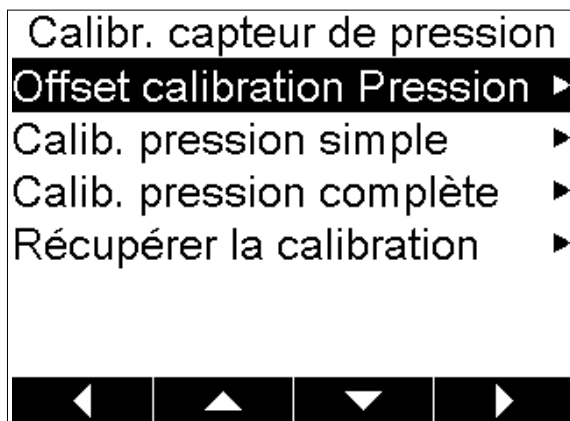 Calibr. capteur de pression
Offset calibration Pression
Calib. pression simple
Calib. pression complète
Récupérer la calibration